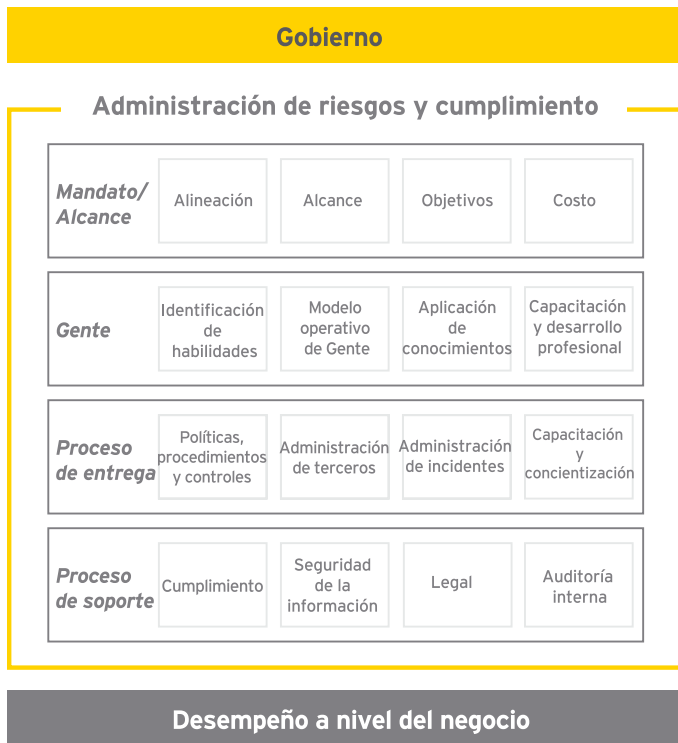 Gobierno
Administración de riesgos y cumplimiento
Mandato/
Alcance
Alineación
Alcance
Objetivos
Costo
Gente
Identificación
de
habilidades
Modelo
operativo
de Gente
Aplicación
de
conocimientos
Capacitación
y desarrollo
profesional
Proceso
de entrega
Políticas,
procedimientos
y controles
Administración
de terceros
Administración
de incidentes
Capacitación
y
concientización
Proceso
de soporte
Cumplimiento
Seguridad
de la
información
Legal
Auditoría
interna
Desempeño a nivel del negocio